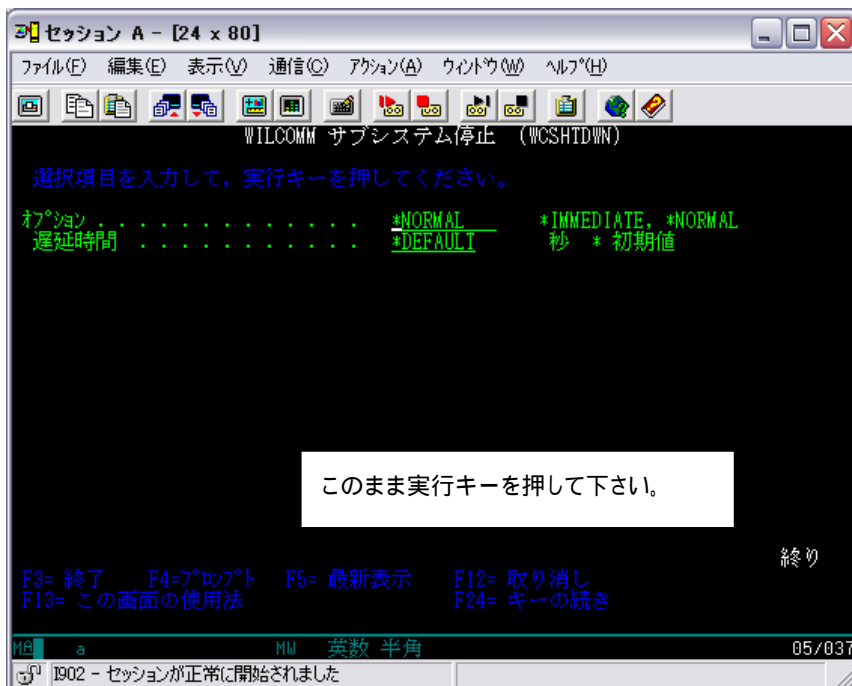 セッション A - [24 x 80]
ファイル(F) 編集(E) 表示(V) 通信(C) アクション(A) ウィンドウ(W) ヘルプ(H)
WILCOMM サブシステム停止 (WCSHTDWN)
選択項目を入力して，実行キーを押してください。
オプション . . . . . . . . . . . . . *NORMAL *IMMEDIATE, *NORMAL
遅延時間 . . . . . . . . . . . *DEFAULT 秒 * 初期値
このまま実行キーを押して下さい。
終り
F3= 終了 F4=プロンプト F5= 最新表示 F12= 取り消し
F13= この画面の使用法 F24= キーの続き
MA a MW 英数 半角 05/037
I902 - セッションが正常に開始されました